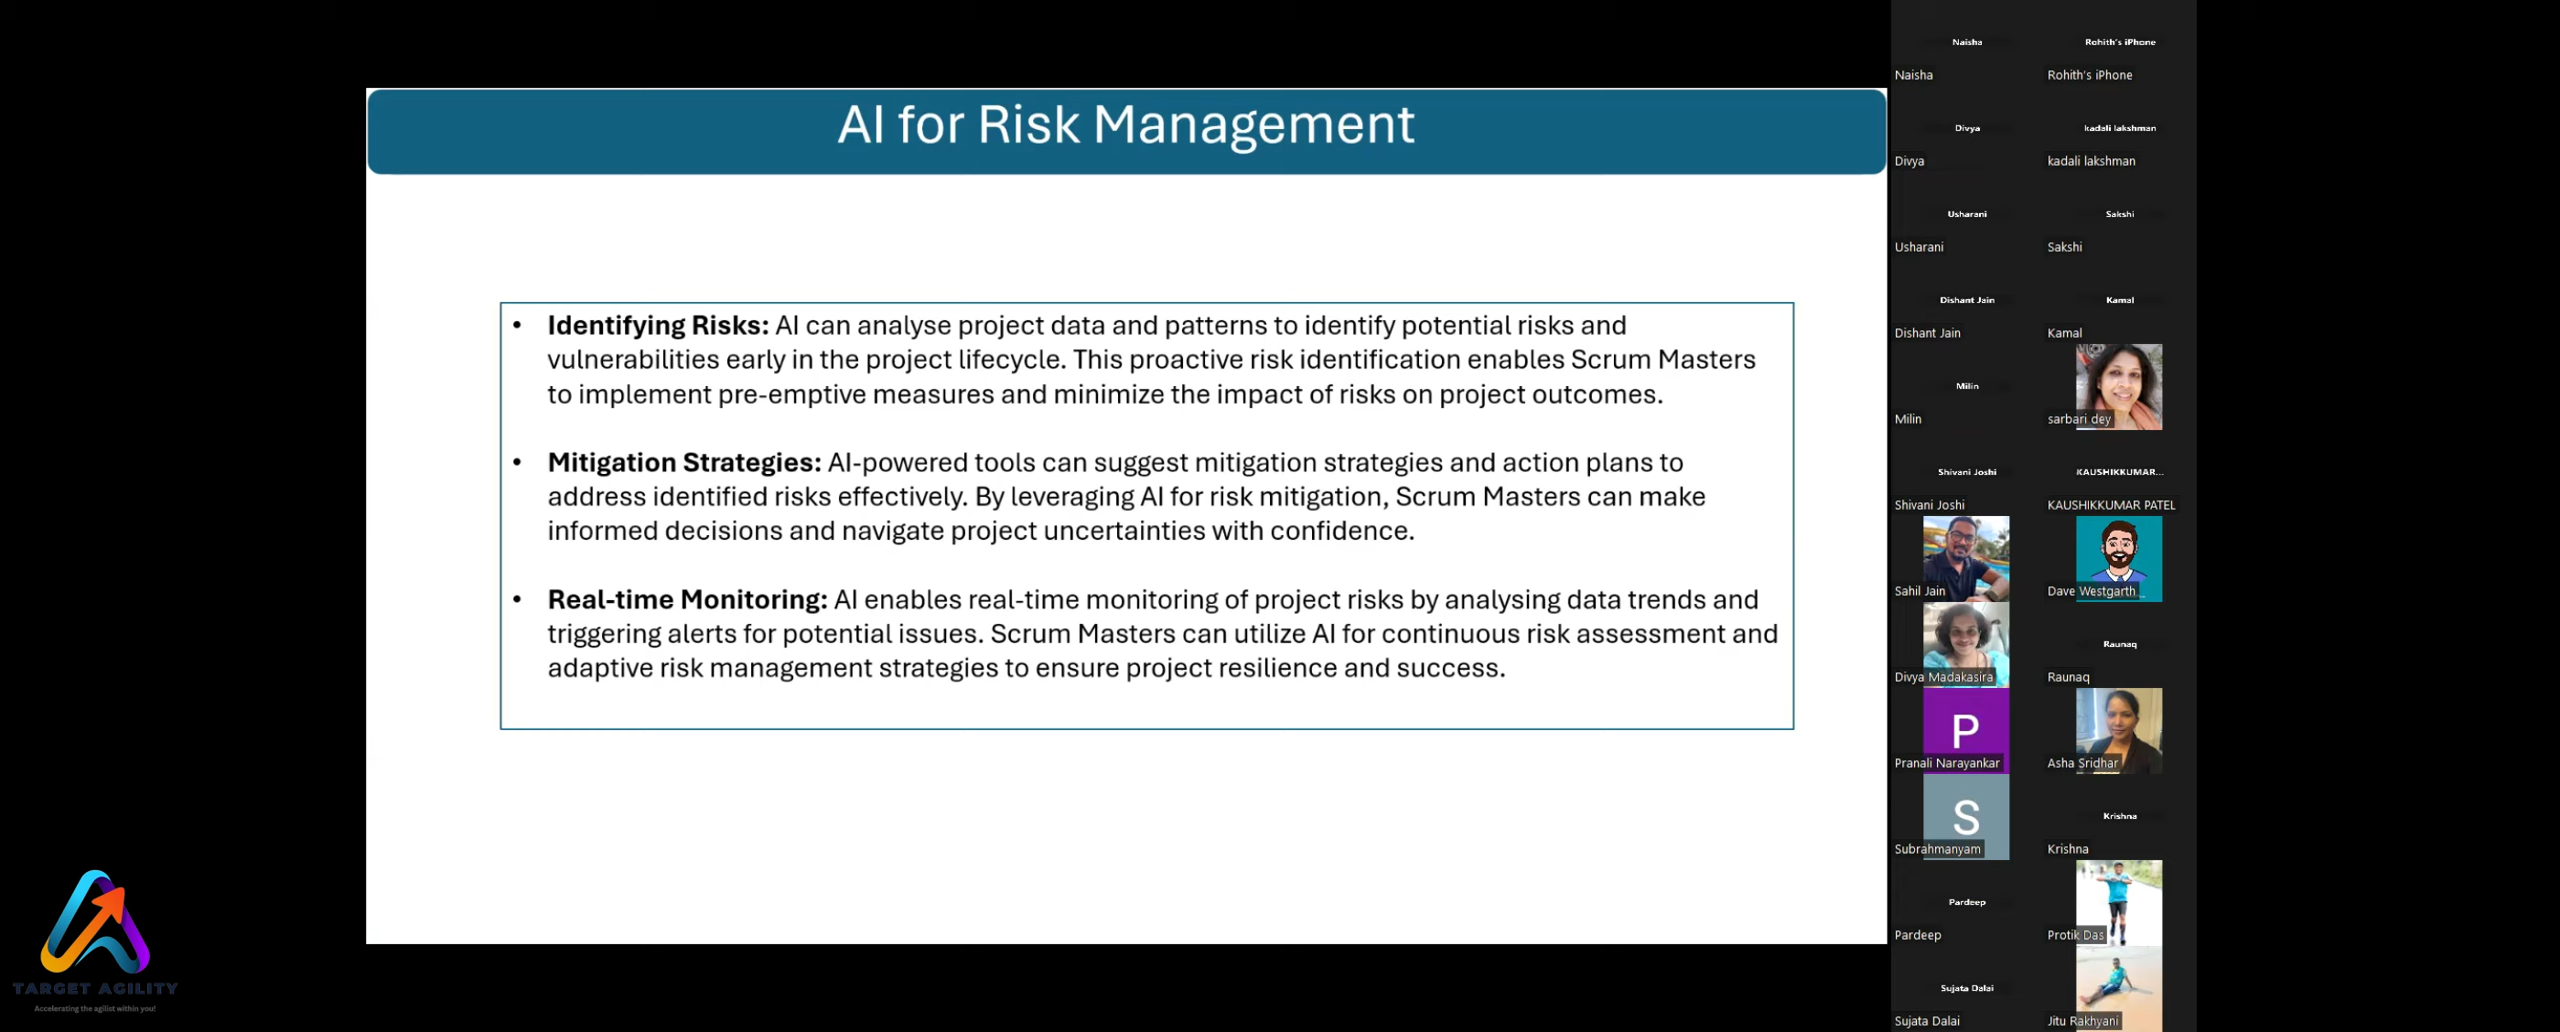 AI for Risk Management
• Identifying Risks: AI can analyse project data and patterns to identify potential risks and
vulnerabilities early in the project lifecycle. This proactive risk identification enables Scrum Masters
to implement pre-emptive measures and minimize the impact of risks on project outcomes.
• Mitigation Strategies: AI-powered tools can suggest mitigation strategies and action plans to
address identified risks effectively. By leveraging AI for risk mitigation, Scrum Masters can make
informed decisions and navigate project uncertainties with confidence.
• Real-time Monitoring: AI enables real-time monitoring of project risks by analysing data trends and
triggering alerts for potential issues. Scrum Masters can utilize AI for continuous risk assessment and
adaptive risk management strategies to ensure project resilience and success.
TARGET AGILITY
Accelerating the agilist within you!
Naisha
Rohith's iPhone
Naisha
Rohith's iPhone
Divya
kadali lakshman
Divya
kadali lakshman
Usharani
Sakshi
Usharani
Sakshi
Dishant Jain
Kamal
Dishant Jain
Kamal
Milin
Milin
sarbari dey
Shivani Joshi
KAUSHIKKUMAR...
Shivani Joshi
KAUSHIKKUMAR PATEL
Sahil Jain
Dave Westgarth_
Raunaq
Divya Madakasira
Raunaq
P
Pranali Narayankar
Asha Sridhar
S
Krishna
Subrahmanyam
Krishna
Pardeep
Pardeep
Protik Das
Sujata Dalai
Sujata Dalai
Jitu Rakhyani